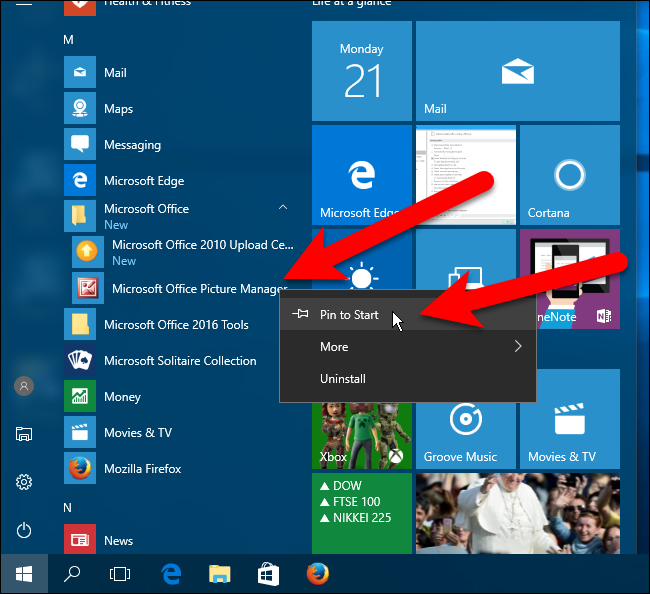 Health & Fitness
M
Mail
Maps
Messaging
Microsoft Edge
Microsoft Office
New
Microsoft Office 2010 Upload Ce...
New
Microsoft Office Picture Manager
Microsoft Office 2016 Tools
Microsoft Solitaire Collection
Money
Movies & TV
Mozilla Firefox
N
News
Life at a glance
Monday
21
Mail
Microsoft Edge
Cortana
neNote
Pin to Start
More
Uninstall
Xbox
Groove Music
Movies & TV
▲ DOW
▲ FTSE 100
▲ NIKKEI 225